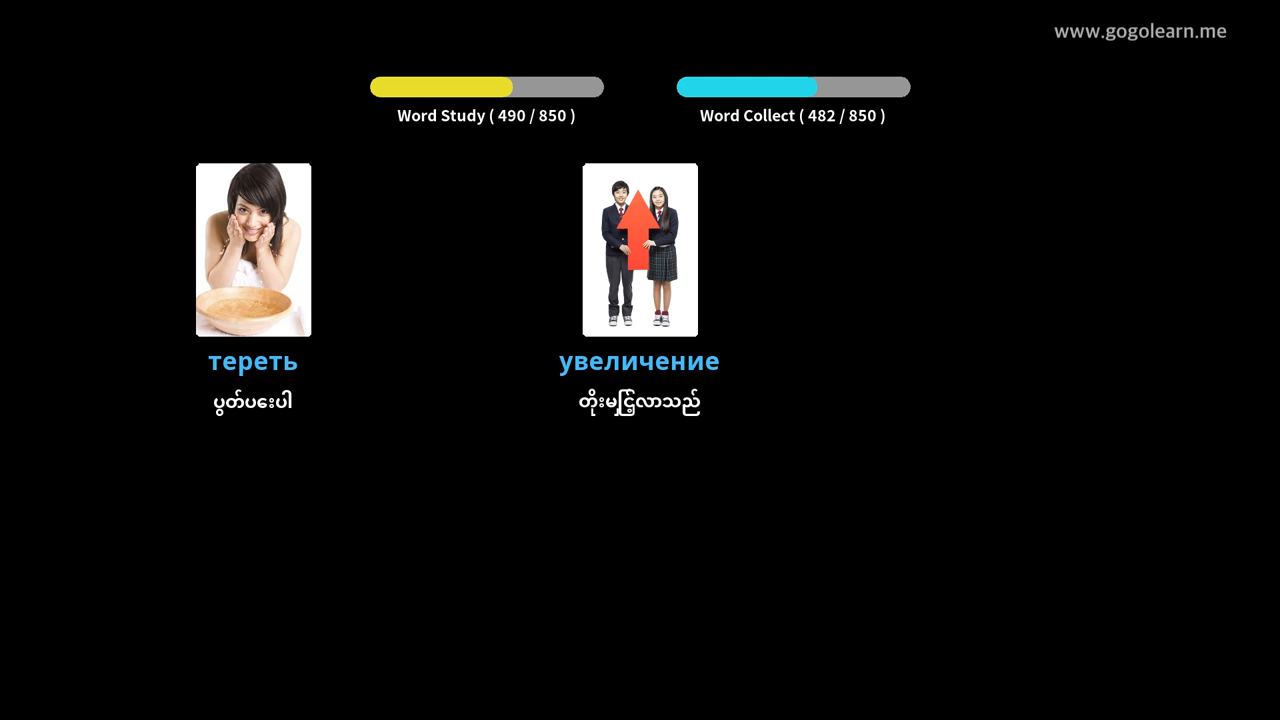 www.gogolearn.me
Word Study ( 490 / 850 )
Word Collect ( 482 / 850 )
тереть
увеличение
ပွတ်ပေးပါ
တိုးမြှင့်လာသည်